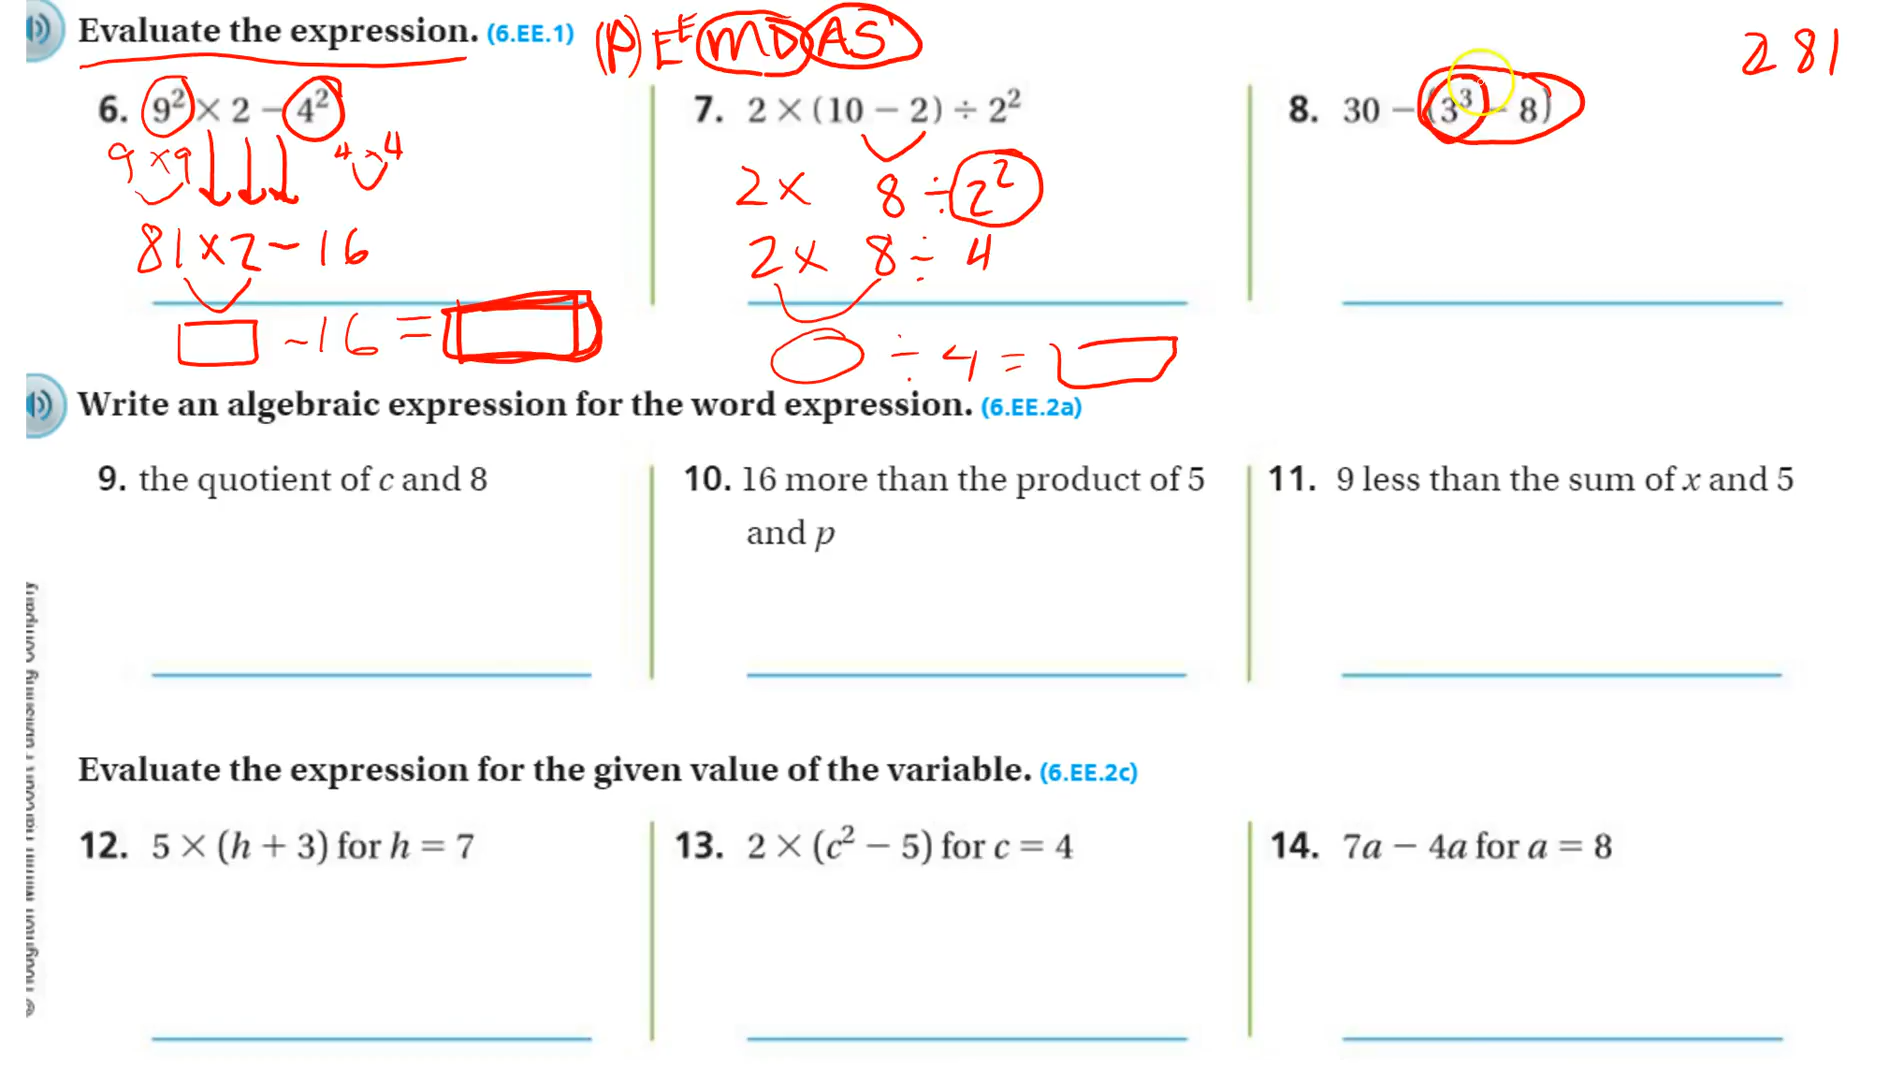 Evaluate the expression. (6.EE.1) (P) E E MD AS 281
6. 9² × 2 − 4² 7. 2 × (10 − 2) ÷ 2² 8. 30 − (3³ − 8)
9 × 9 4 × 4 2 × 8 ÷ 2²
81 × 2 − 16 2 × 8 ÷ 4
− 16 = ÷ 4 =
Write an algebraic expression for the word expression. (6.EE.2a)
9. the quotient of c and 8 10. 16 more than the product of 5 11. 9 less than the sum of x and 5
and p
Evaluate the expression for the given value of the variable. (6.EE.2c)
12. 5 × (h + 3) for h = 7 13. 2 × (c² − 5) for c = 4 14. 7a − 4a for a = 8